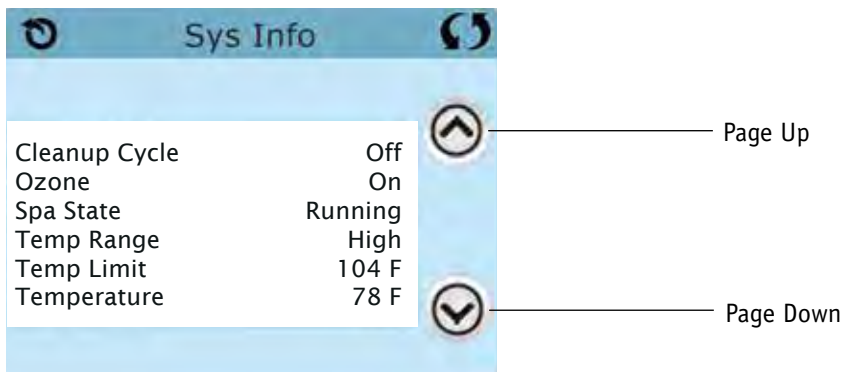 Sys Info
Page Up
Cleanup Cycle Off
Ozone On
Spa State Running
Temp Range High
Temp Limit 104 F
Temperature 78 F
Page Down